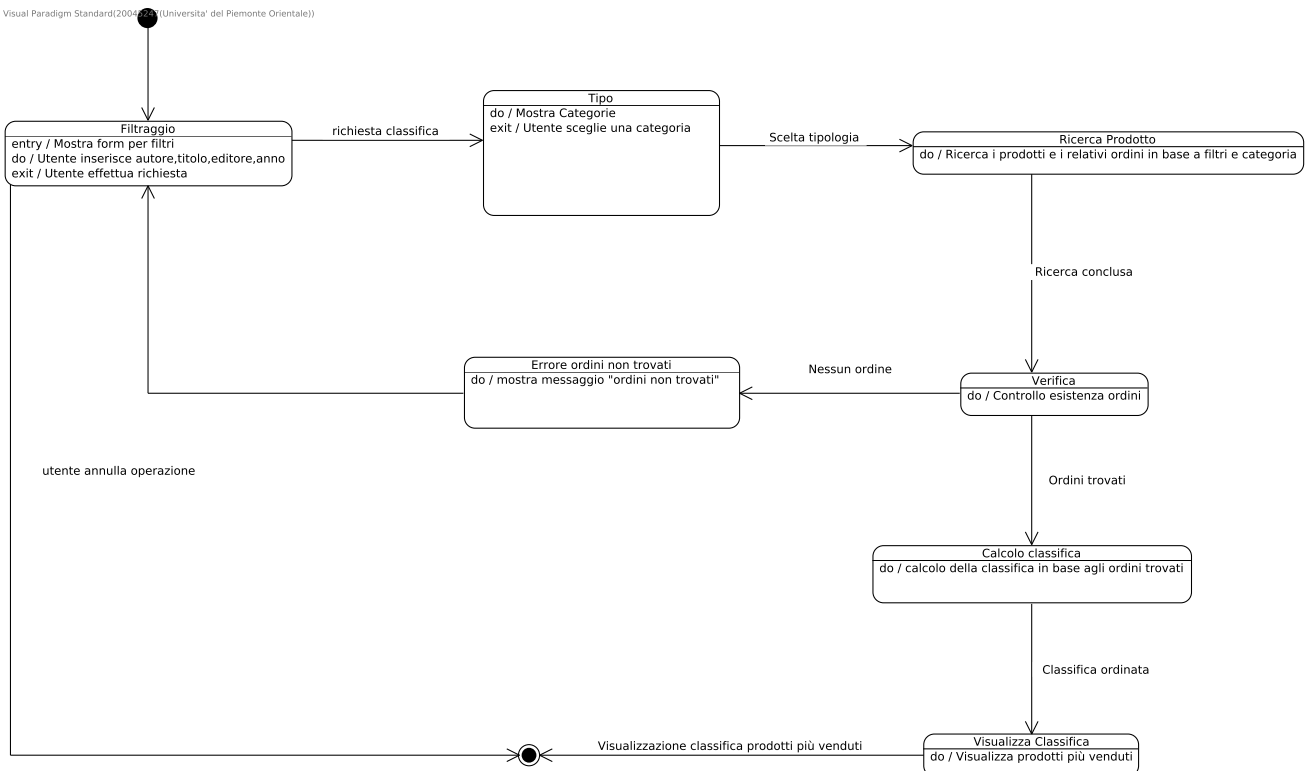 Visual Paradigm Standard(20043247(Universita' del Piemonte Orientale))
Tipo
do / Mostra Categorie
exit / Utente sceglie una categoria
Filtraggio
entry / Mostra form per filtri
do / Utente inserisce autore,titolo,editore,anno
exit / Utente effettua richiesta
richiesta classifica
Scelta tipologia
Ricerca Prodotto
do / Ricerca i prodotti e i relativi ordini in base a filtri e categoria
Ricerca conclusa
Errore ordini non trovati
do / mostra messaggio "ordini non trovati"
Nessun ordine
Verifica
do / Controllo esistenza ordini
utente annulla operazione
Ordini trovati
Calcolo classifica
do / calcolo della classifica in base agli ordini trovati
Classifica ordinata
Visualizzazione classifica prodotti più venduti
Visualizza Classifica
do / Visualizza prodotti più venduti